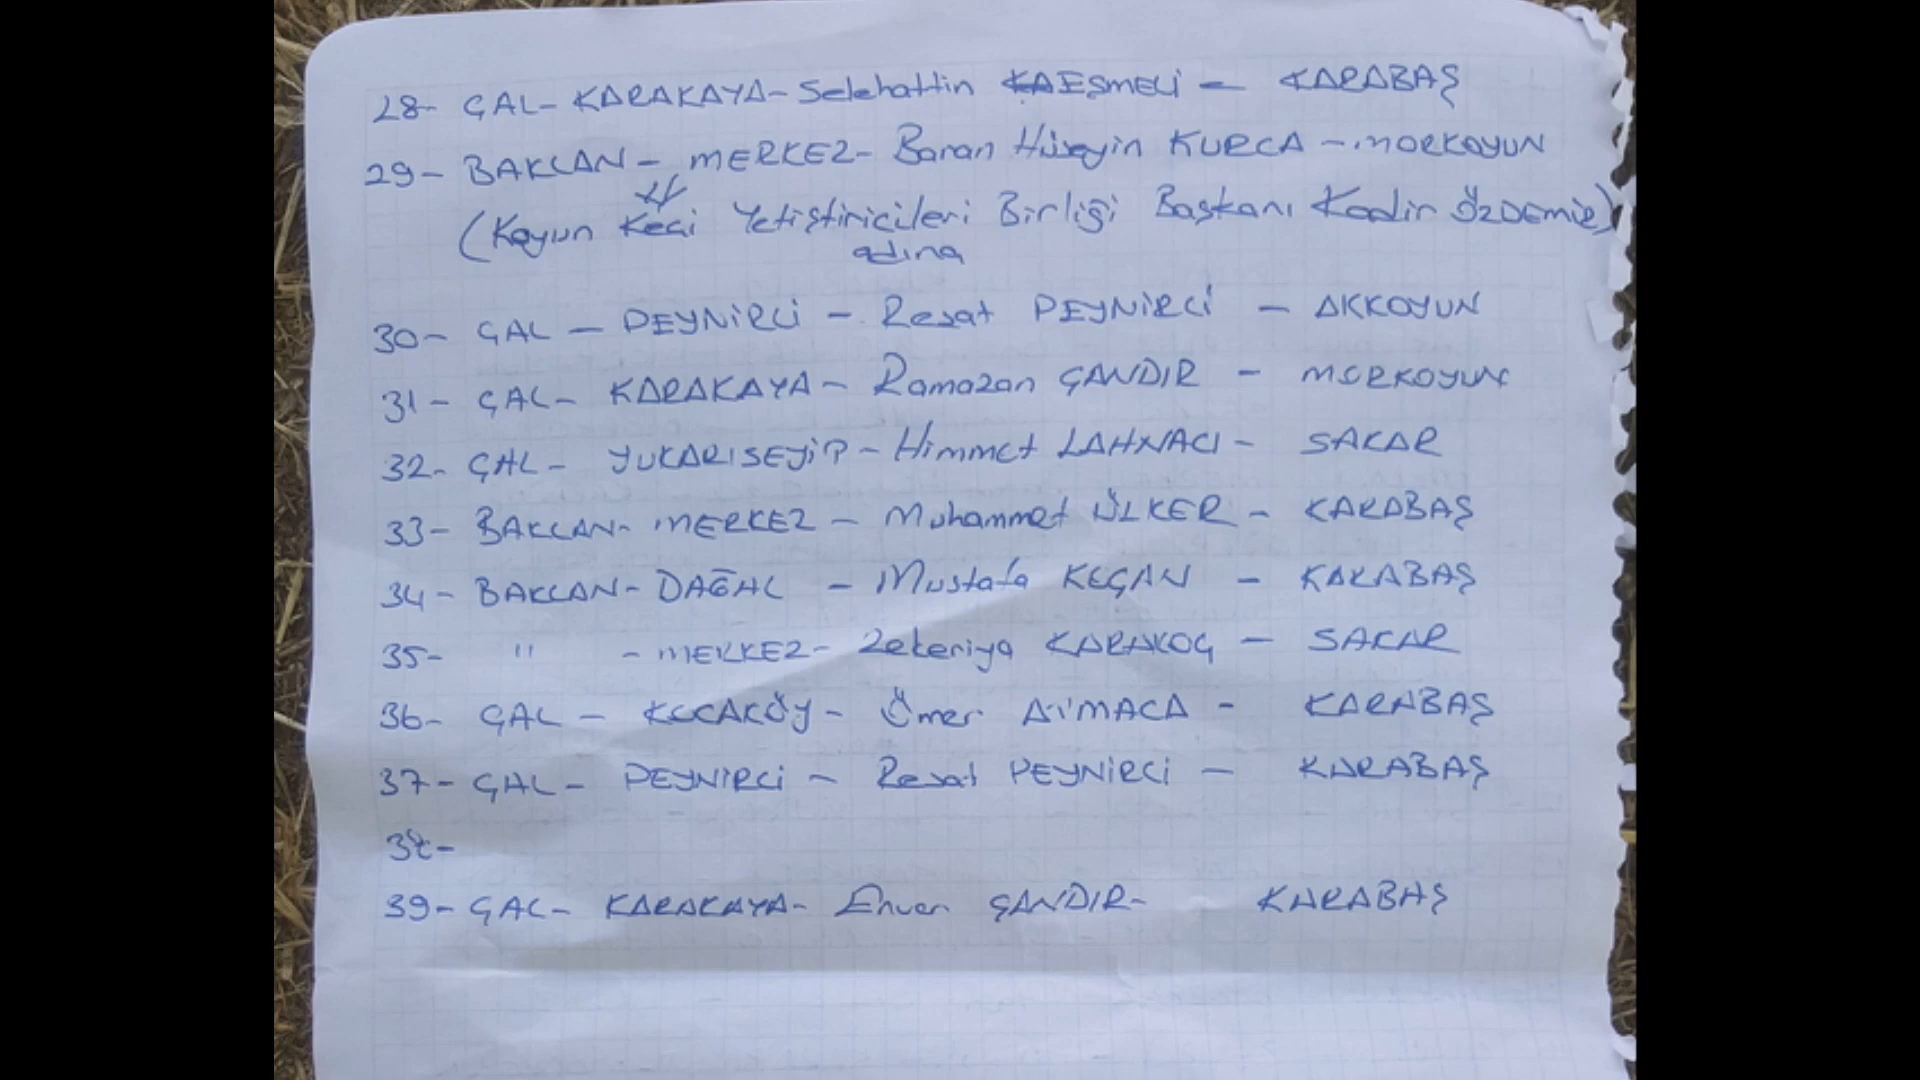 28- ÇAL- KARAKAYA- Selehattin EŞMELİ - KARABAŞ
29- BAKLAN - MERKEZ- Baran Hüseyin KURCA - MORKOYUN
(Koyun Keçi Yetiştiricileri Birliği Başkanı Kadir ÖZDEMİR)
adına
30- ÇAL - PEYNİRCİ - Reşat PEYNİRCİ - AKKOYUN
31- ÇAL- KARAKAYA- Ramazan ÇANDIR - MORKOYUN
32- ÇAL- YUKARISEYİT- Himmet LAHNACI- SAKAR
33- BAKLAN- MERKEZ - Muhammet ÜLKER - KARABAŞ
34- BAKLAN- DAĞAL - Mustafa KEÇAN - KARABAŞ
35- " - MERKEZ- Zekeriya KARAKOÇ - SAKAR
36- ÇAL - KOCAKÖY- Ömer - KARABAŞ
37- ÇAL- PEYNİRCİ - Reşat PEYNİRCİ - KARABAŞ
38-
39- ÇAL- KARAKAYA- Enver ÇANDIR- KARABAŞ